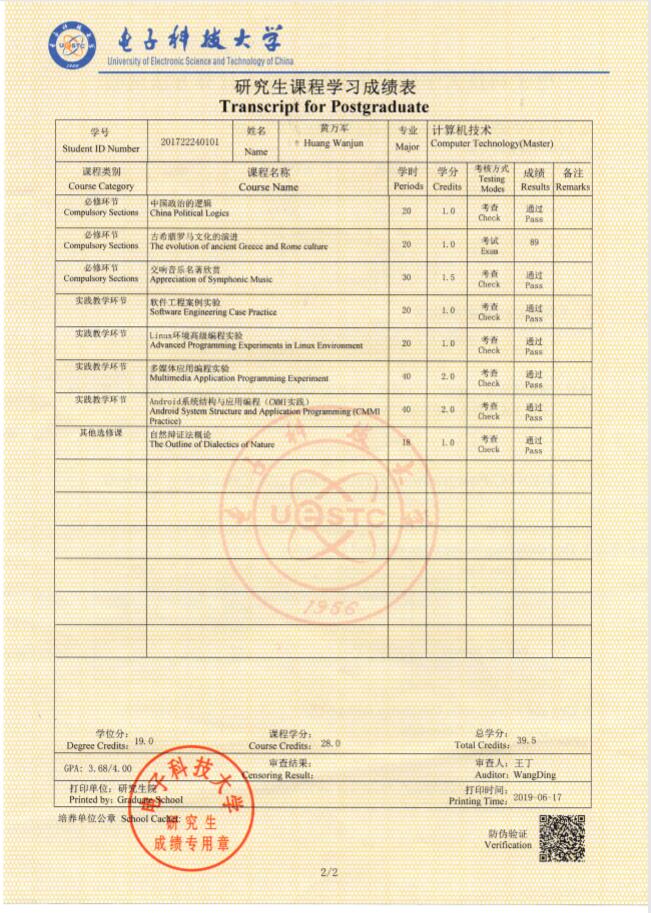 电子科技大学
University of Electronic Science and Technology of China
研究生课程学习成绩表
Transcript for Postgraduate
学号 201722240101 姓名 黄万军 专业 计算机技术
Student ID Number Name Huang Wanjun Major Computer Technology(Master)
课程类别 课程名称 学时 学分 考核方式 成绩 备注
Course Category Course Name Periods Credits Testing Modes Results Remarks
必修环节 中国政治的逻辑 20 1.0 考查 通过
Compulsory Sections China Political Logics Check Pass
必修环节 古希腊罗马文化的演进 20 1.0 考试 89
Compulsory Sections The evolution of ancient Greece and Rome culture Exam
必修环节 交响音乐名著欣赏 30 1.5 考查 通过
Compulsory Sections Appreciation of Symphonic Music Check Pass
实践教学环节 软件工程案例实验 20 1.0 考查 通过
Software Engineering Case Practice Check Pass
实践教学环节 Linux环境高级编程实验 20 1.0 考查 通过
Advanced Programming Experiments in Linux Environment Check Pass
实践教学环节 多媒体应用编程实验 40 2.0 考查 通过
Multimedia Application Programming Experiment Check Pass
实践教学环节 Android系统结构与应用编程（CMMI实践） 40 2.0 考查 通过
Android System Structure and Application Programming (CMMI Check Pass
Practice)
其他选修课 自然辩证法概论 18 1.0 考查 通过
The Outline of Dialectics of Nature Check Pass
电子科技大学
UESTC
1956
学位分： 19.0 课程学分： 28.0 总学分： 39.5
Degree Credits: Course Credits: Total Credits:
GPA: 3.68/4.00 审查结果： 审查人：王丁
Censoring Result: Auditor: WangDing
打印单位：研究生院 打印时间： 2019-06-17
Printed by: Graduate School Printing Time:
培养单位公章 School Cachet:
电子科技大学
研究生
成绩专用章
防伪验证
Verification
2/2